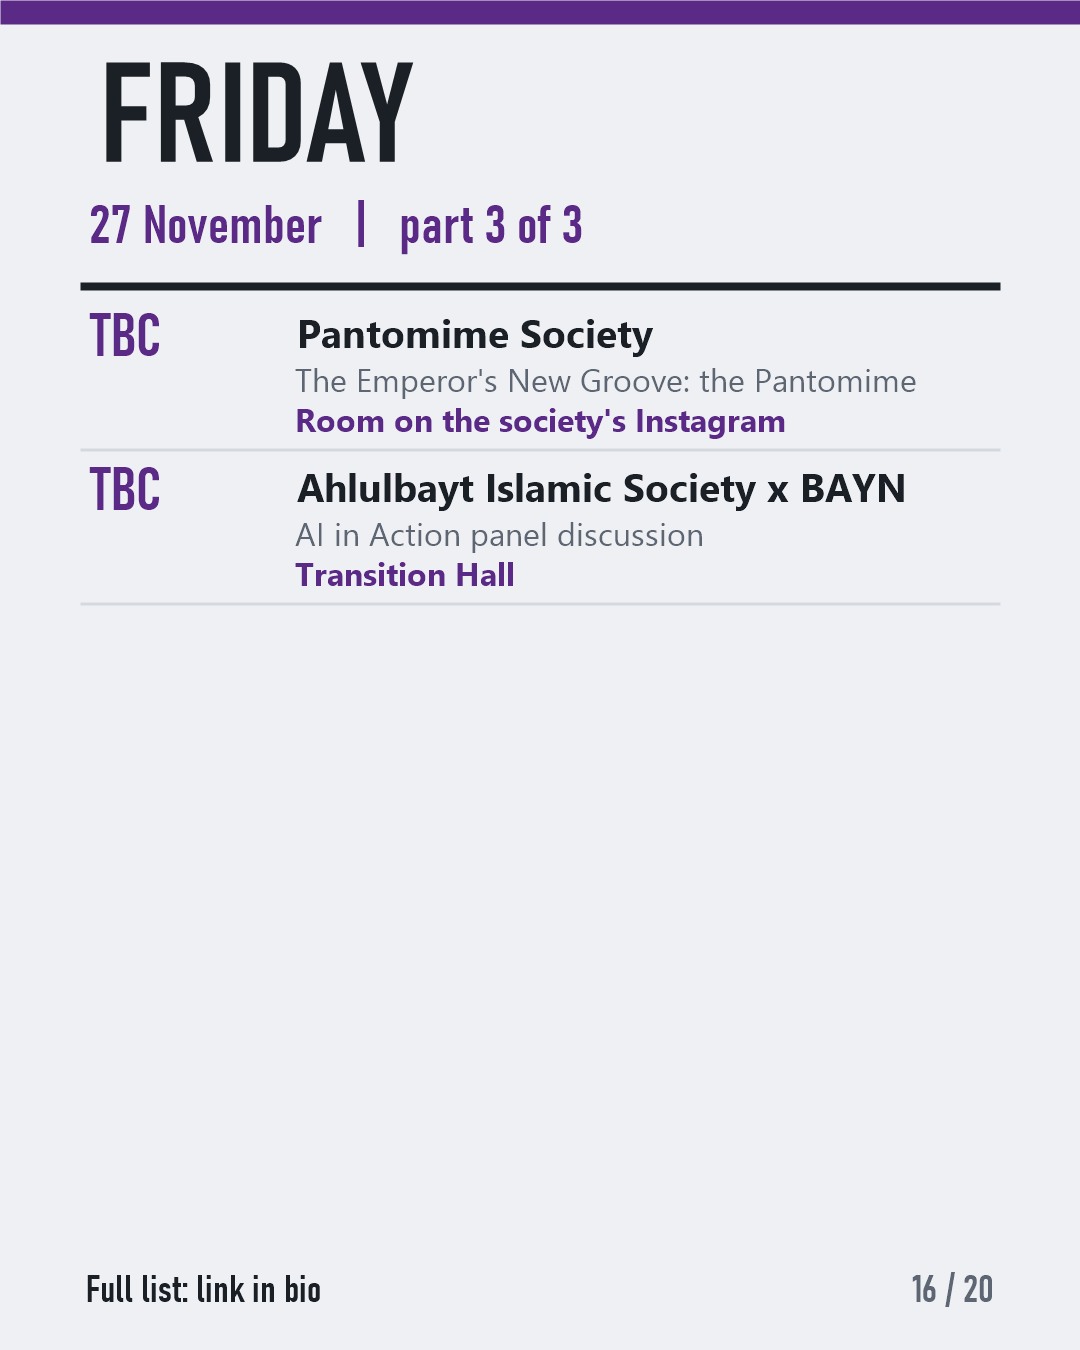 FRIDAY
27 November | part 3 of 3
TBC
Pantomime Society
The Emperor's New Groove: the Pantomime
Room on the society's Instagram
TBC
Ahlulbayt Islamic Society x BAYN
AI in Action panel discussion
Transition Hall
Full list: link in bio
16 / 20